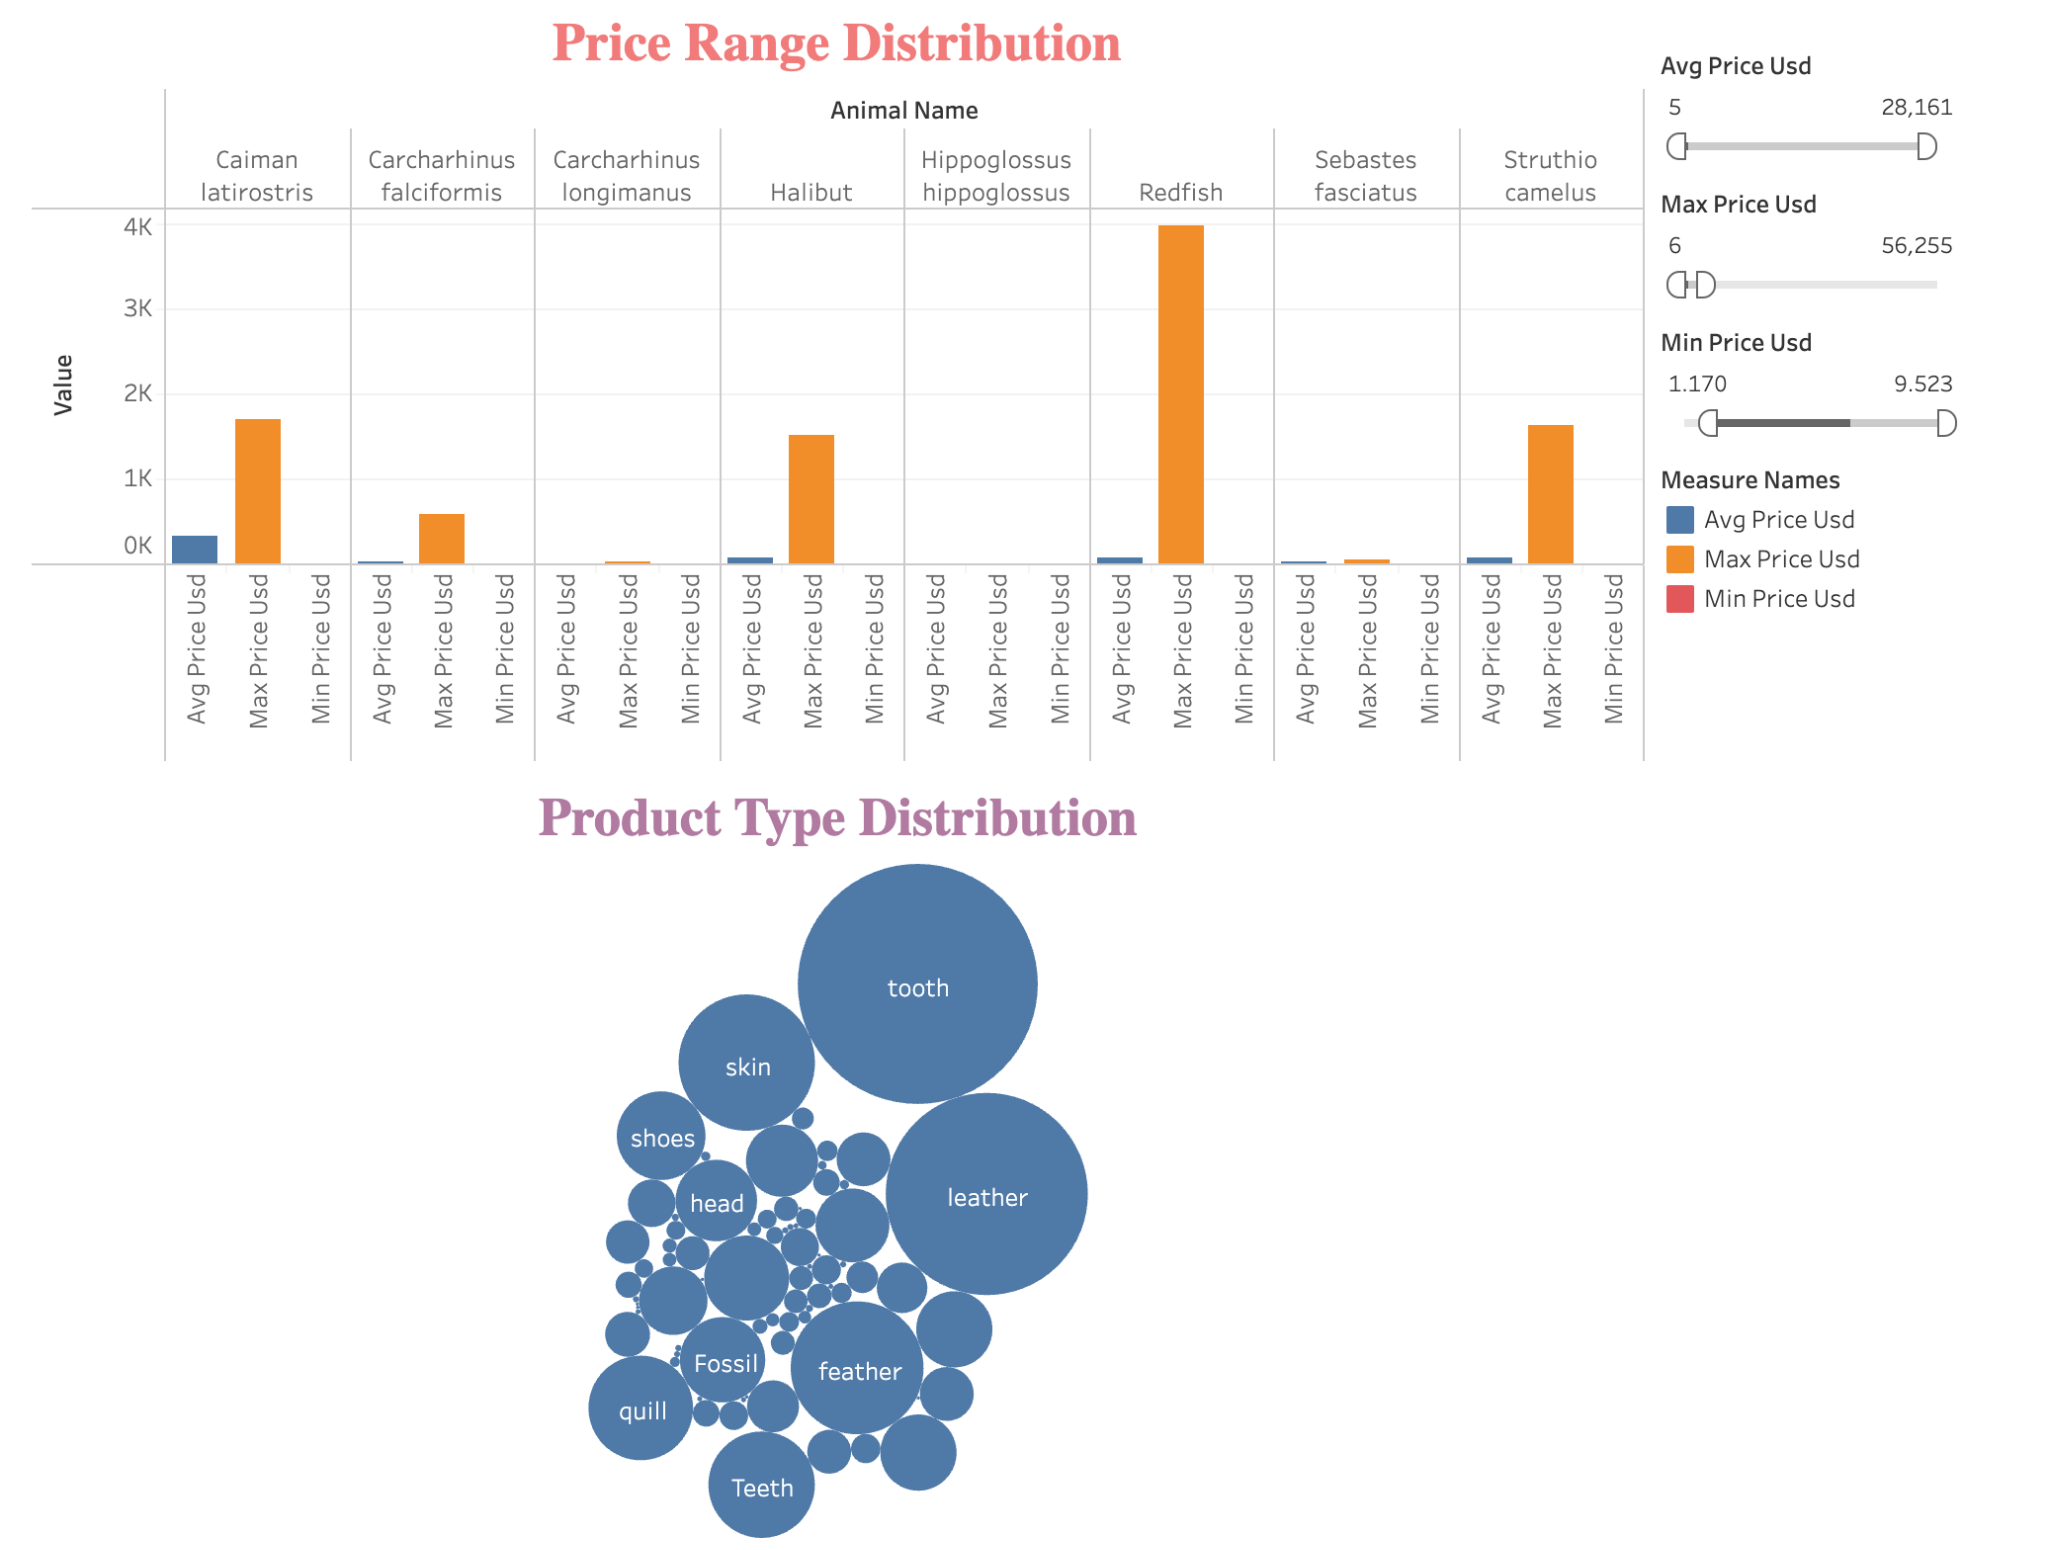 Price Range Distribution
Animal Name
Caiman latirostris
Carcharhinus falciformis
Carcharhinus longimanus
Halibut
Hippoglossus hippoglossus
Redfish
Sebastes fasciatus
Struthio camelus
Value
4K
3K
2K
1K
0K
Avg Price Usd
Max Price Usd
Min Price Usd
Avg Price Usd
Max Price Usd
Min Price Usd
Avg Price Usd
Max Price Usd
Min Price Usd
Avg Price Usd
Max Price Usd
Min Price Usd
Avg Price Usd
Max Price Usd
Min Price Usd
Avg Price Usd
Max Price Usd
Min Price Usd
Avg Price Usd
Max Price Usd
Min Price Usd
Avg Price Usd
Max Price Usd
Min Price Usd
Avg Price Usd
5 28,161
Max Price Usd
6 56,255
Min Price Usd
1.170 9.523
Measure Names
Avg Price Usd
Max Price Usd
Min Price Usd
Product Type Distribution
tooth
skin
shoes
head
leather
Fossil
feather
quill
Teeth